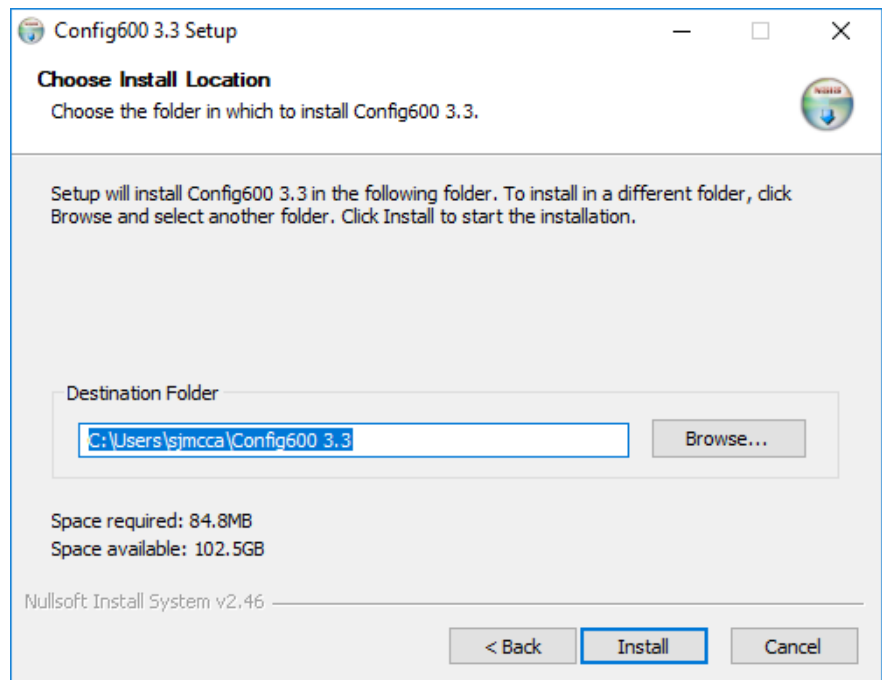 Config600 3.3 Setup
Choose Install Location
Choose the folder in which to install Config600 3.3.
Setup will install Config600 3.3 in the following folder. To install in a different folder, click
Browse and select another folder. Click Install to start the installation.
Destination Folder
C:\Users\sjmcca\Config600 3.3
Browse...
Space required: 84.8MB
Space available: 102.5GB
Nullsoft Install System v2.46
< Back
Install
Cancel